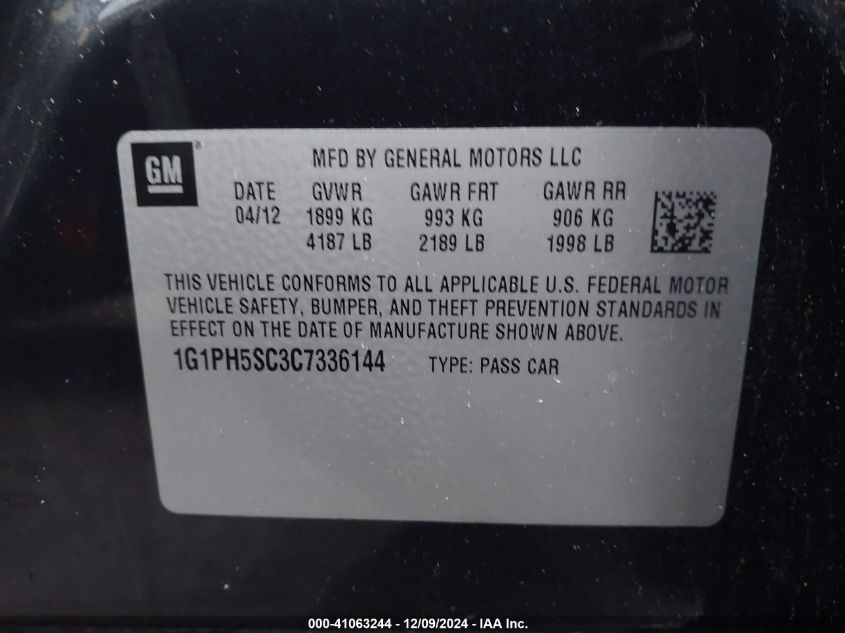 GM®
MFD BY GENERAL MOTORS LLC
DATE GVWR GAWR FRT GAWR RR
04/12 1899 KG 993 KG 906 KG
4187 LB 2189 LB 1998 LB
THIS VEHICLE CONFORMS TO ALL APPLICABLE U.S. FEDERAL MOTOR
VEHICLE SAFETY, BUMPER, AND THEFT PREVENTION STANDARDS IN
EFFECT ON THE DATE OF MANUFACTURE SHOWN ABOVE.
1G1PH5SC3C7336144 TYPE: PASS CAR
000-41063244 - 12/09/2024 - IAA Inc.